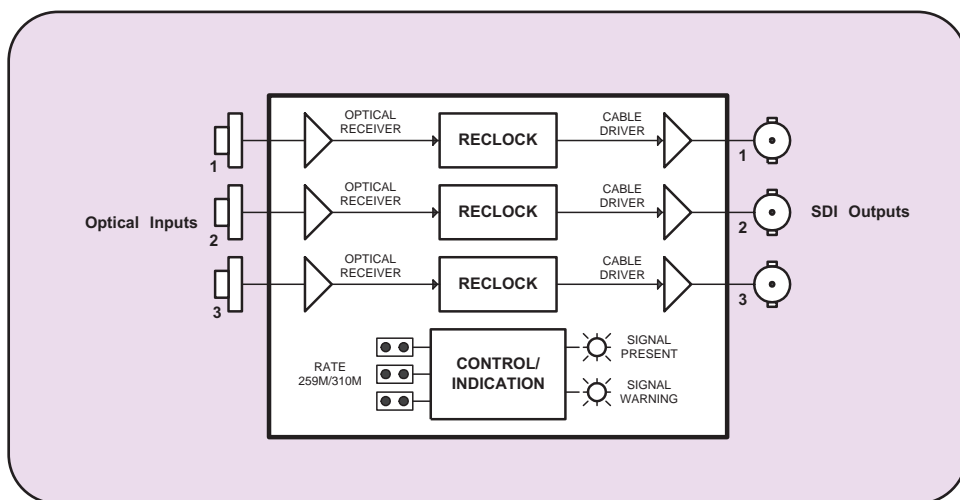 OPTICAL
RECEIVER
RECLOCK
CABLE
DRIVER
1
1
OPTICAL
RECEIVER
RECLOCK
CABLE
DRIVER
Optical Inputs
2
2
SDI Outputs
OPTICAL
RECEIVER
RECLOCK
CABLE
DRIVER
3
3
RATE
259M/310M
CONTROL/
INDICATION
SIGNAL
PRESENT
SIGNAL
WARNING